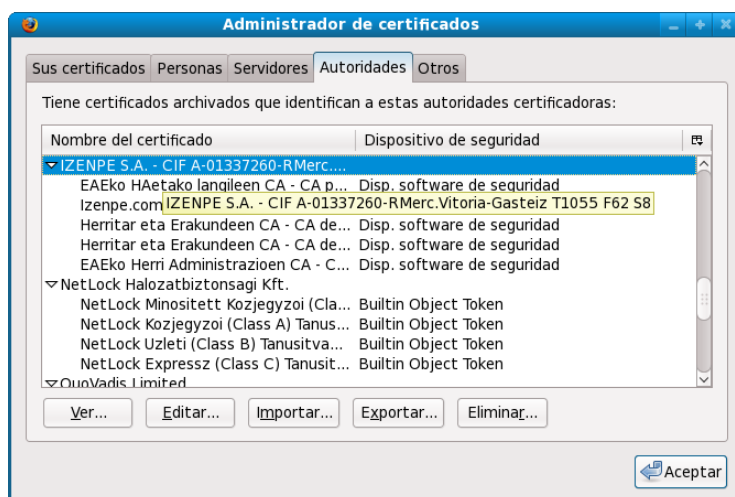 Administrador de certificados
Sus certificados Personas Servidores Autoridades Otros
Tiene certificados archivados que identifican a estas autoridades certificadoras:
Nombre del certificado Dispositivo de seguridad
IZENPE S.A. - CIF A-01337260-RMerc....
EAEko HAetako langileen CA - CA p... Disp. software de seguridad
Izenpe.com
IZENPE S.A. - CIF A-01337260-RMerc.Vitoria-Gasteiz T1055 F62 S8
Herritar eta Erakundeen CA - CA de... Disp. software de seguridad
Herritar eta Erakundeen CA - CA de... Disp. software de seguridad
EAEko Herri Administrazioen CA - C... Disp. software de seguridad
NetLock Halozatbiztonsagi Kft.
NetLock Minositett Kozjegyzoi (Cla... Builtin Object Token
NetLock Kozjegyzoi (Class A) Tanus... Builtin Object Token
NetLock Uzleti (Class B) Tanusitva... Builtin Object Token
NetLock Expressz (Class C) Tanusit... Builtin Object Token
QuoVadis Limited
Ver... Editar... Importar... Exportar... Eliminar...
Aceptar